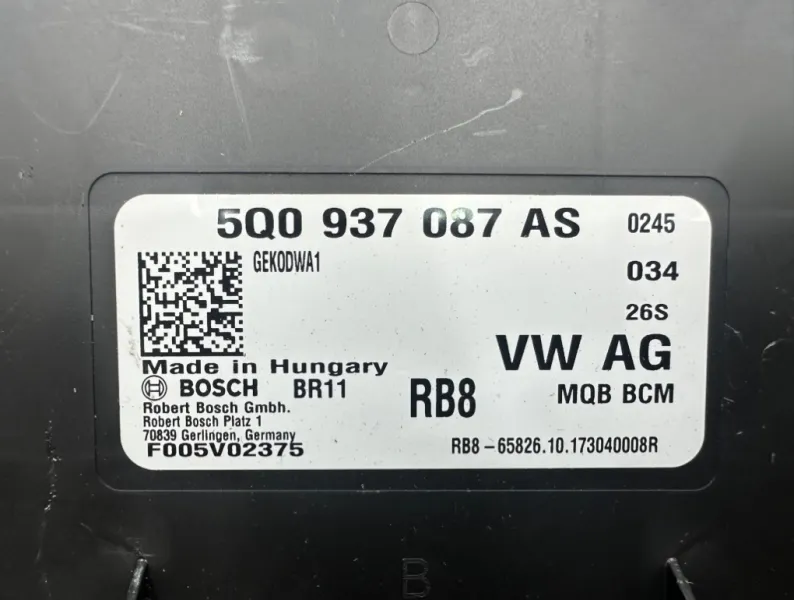 5Q0 937 087 AS 0245
GEKODWA1
034
26S
VW AG
Made in Hungary
BOSCH BR11
RB8
MQB BCM
Robert Bosch Gmbh.
Robert Bosch Platz 1
70839 Gerlingen, Germany
F005V02375
RB8-65826.10.173040008R
B